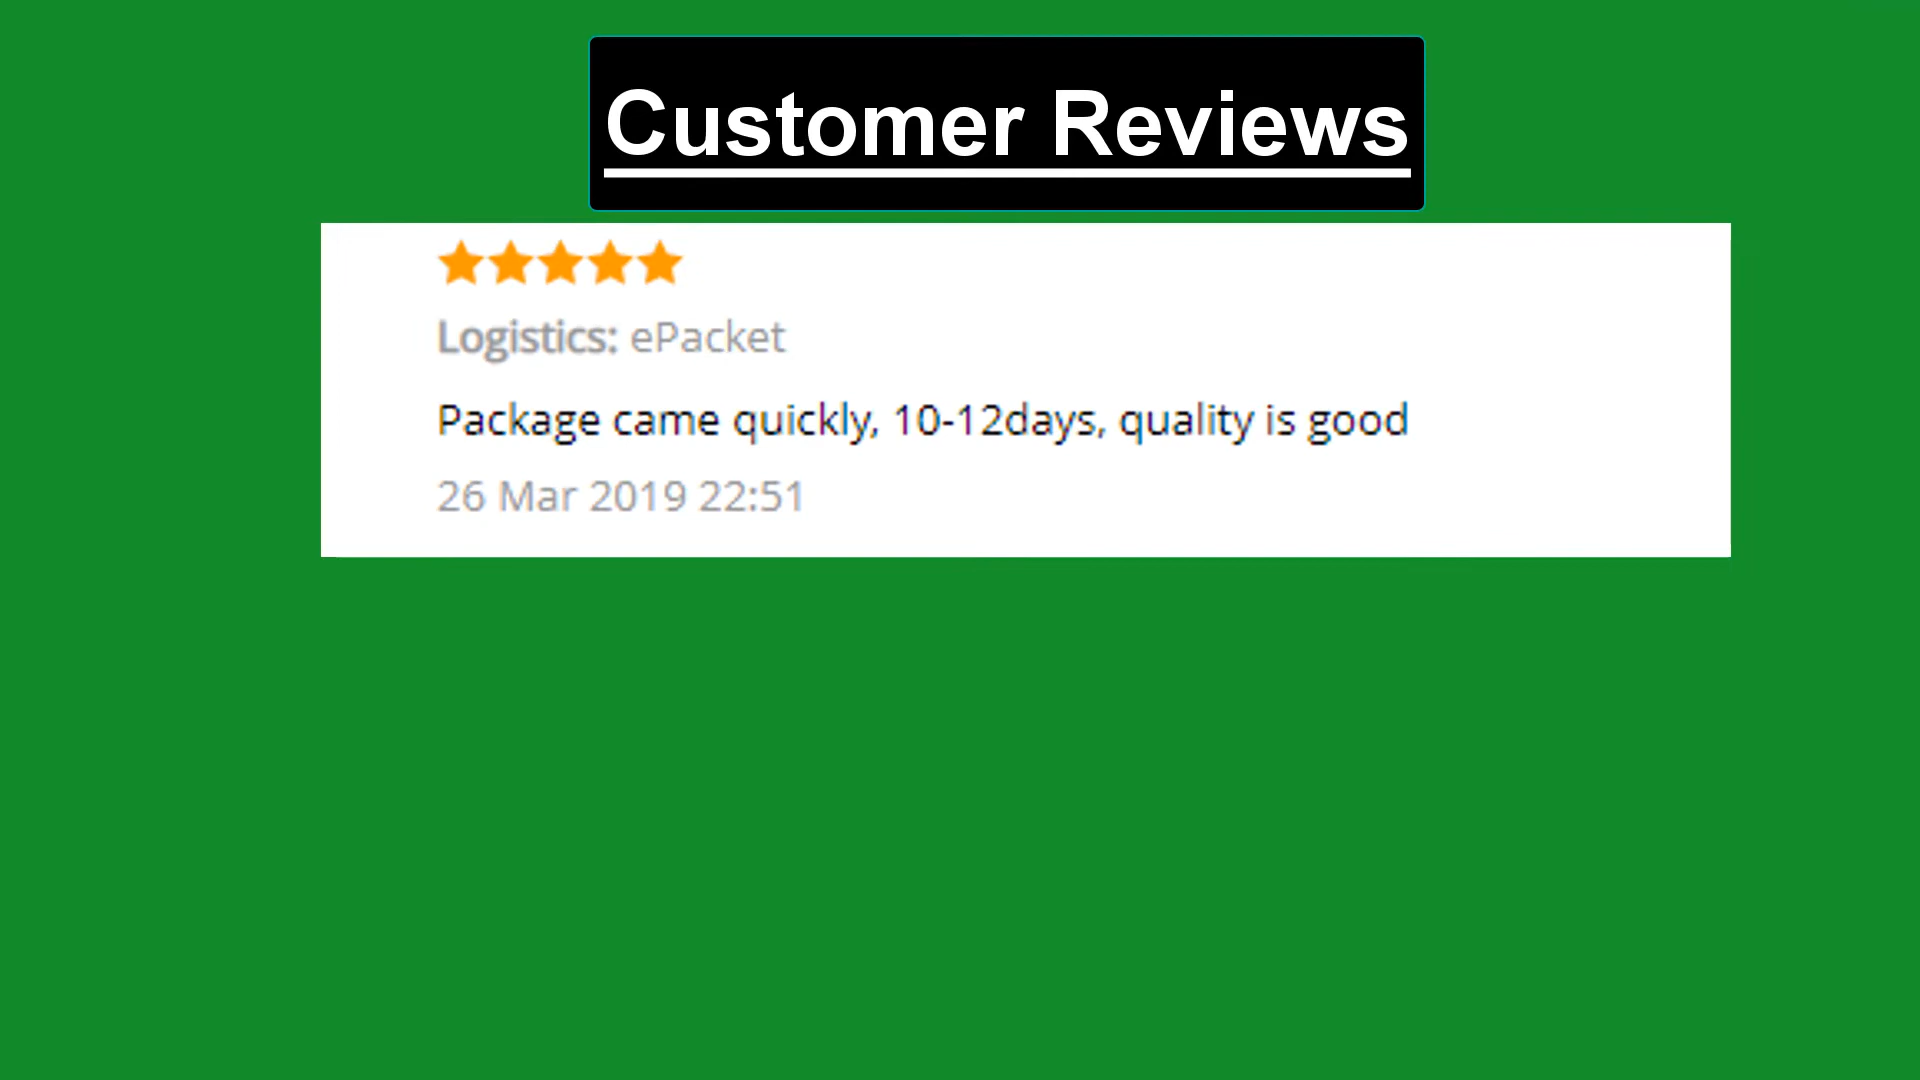 Customer Reviews
Logistics: ePacket
Package came quickly, 10-12days, quality is good
26 Mar 2019 22:51